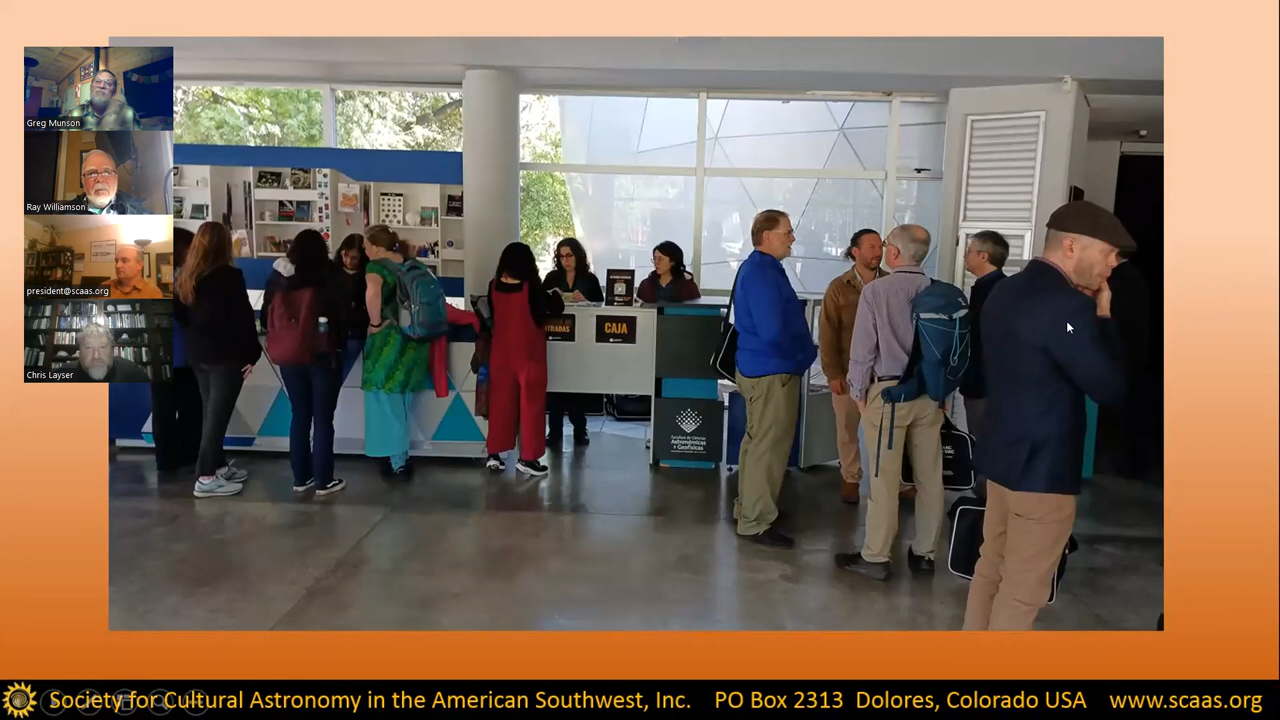 Greg Munson
Ray Williamson
president@scaas.org
Chris Layser
CAJA
Facultad de Ciencias
Astronómicas
y Geofísicas
Society for Cultural Astronomy in the American Southwest, Inc. PO Box 2313 Dolores, Colorado USA www.scaas.org